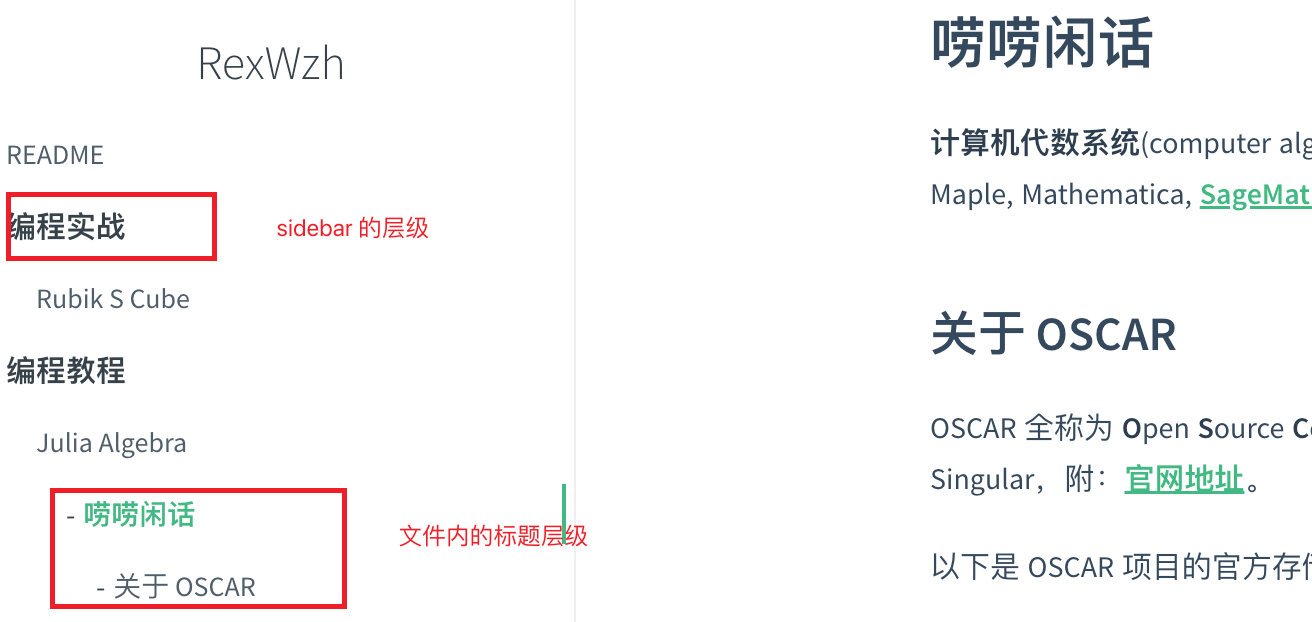 RexWzh
README
编程实战
sidebar 的层级
Rubik S Cube
编程教程
Julia Algebra
- 唠唠闲话
文件内的标题层级
- 关于 OSCAR
唠唠闲话
计算机代数系统(computer alg
Maple, Mathematica, SageMat
关于 OSCAR
OSCAR 全称为 Open Source C
Singular，附：官网地址。
以下是 OSCAR 项目的官方存